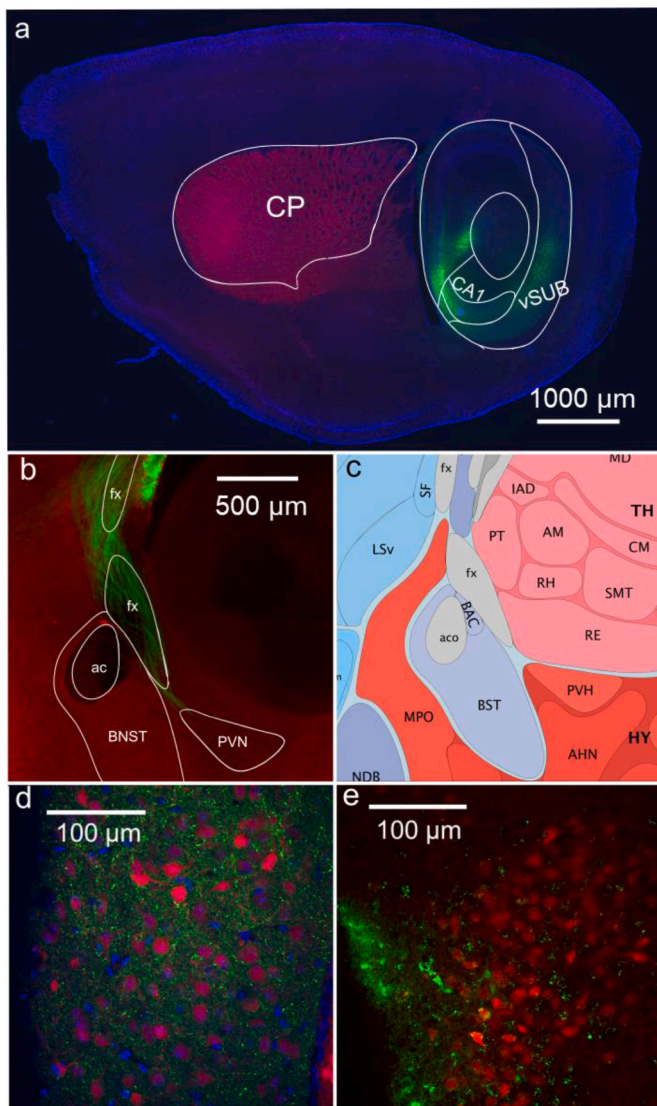 a
CP
CA1
vSUB
1000 µm
b
fx
500 µm
fx
ac
BNST
PVN
c
fx
SF
MD
IAD
TH
PT
AM
LSv
CM
fx
RH
SMT
BAC
aco
RE
PVH
MPO
BST
HY
AHN
NDB
d
100 µm
e
100 µm